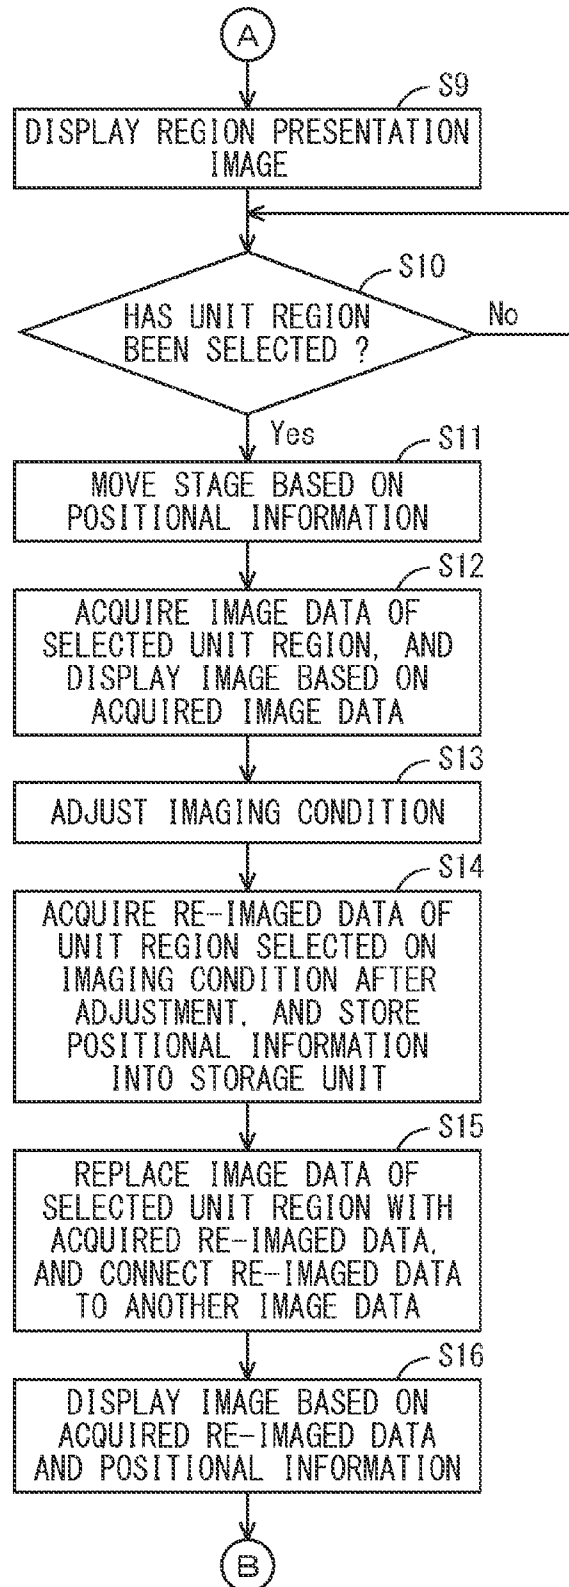 A
S9
DISPLAY REGION PRESENTATION
IMAGE
S10
HAS UNIT REGION
BEEN SELECTED ?
No
Yes
S11
MOVE STAGE BASED ON
POSITIONAL INFORMATION
S12
ACQUIRE IMAGE DATA OF
SELECTED UNIT REGION, AND
DISPLAY IMAGE BASED ON
ACQUIRED IMAGE DATA
S13
ADJUST IMAGING CONDITION
S14
ACQUIRE RE-IMAGED DATA OF
UNIT REGION SELECTED ON
IMAGING CONDITION AFTER
ADJUSTMENT, AND STORE
POSITIONAL INFORMATION
INTO STORAGE UNIT
S15
REPLACE IMAGE DATA OF
SELECTED UNIT REGION WITH
ACQUIRED RE-IMAGED DATA,
AND CONNECT RE-IMAGED DATA
TO ANOTHER IMAGE DATA
S16
DISPLAY IMAGE BASED ON
ACQUIRED RE-IMAGED DATA
AND POSITIONAL INFORMATION
B